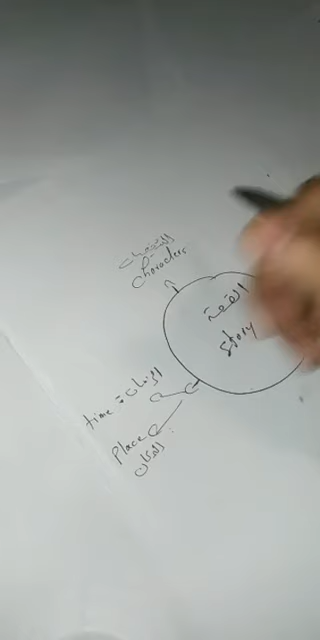 القصة
story
الشخصيات
Characters
time : الزمان
place
المكان